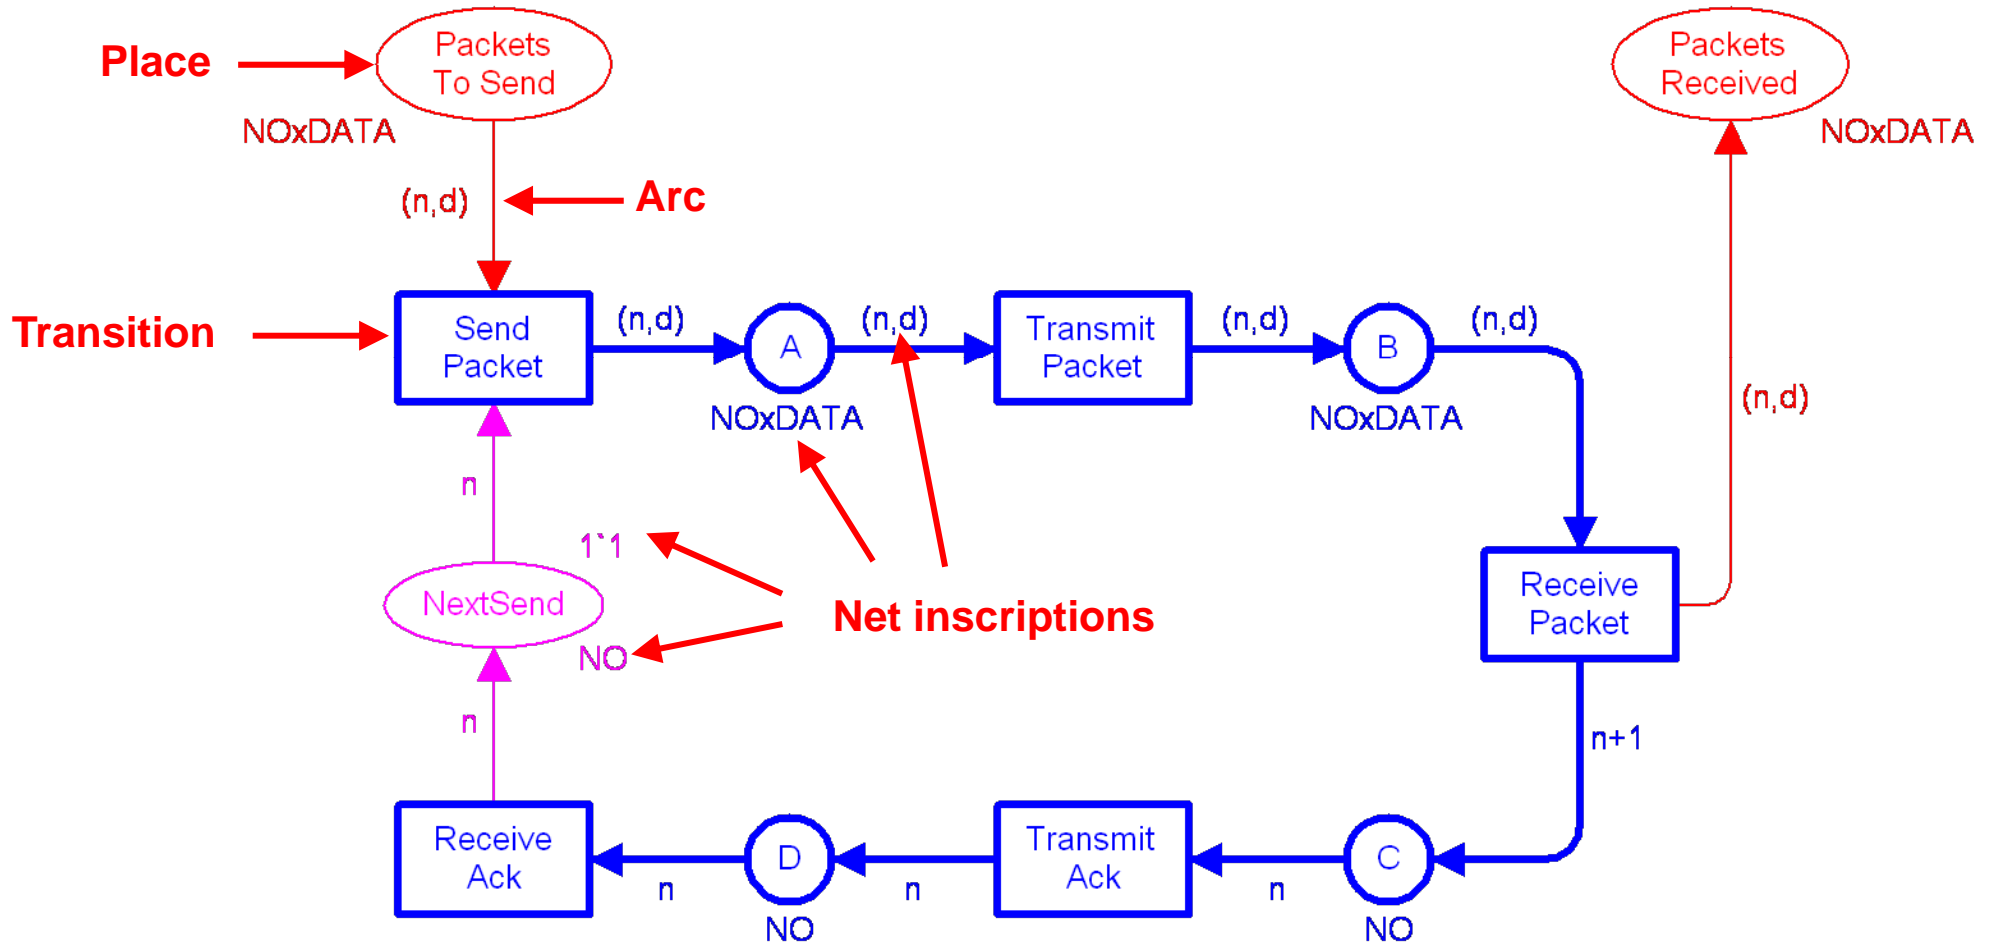 Place
Packets
To Send
NOxDATA
Packets
Received
NOxDATA
(n,d)
Arc
Transition
Send
Packet
(n,d)
A
NOxDATA
(n,d)
Transmit
Packet
(n,d)
B
NOxDATA
(n,d)
(n,d)
n
1`1
NextSend
NO
Net inscriptions
Receive
Packet
n
n+1
Receive
Ack
n
D
NO
n
Transmit
Ack
n
C
NO